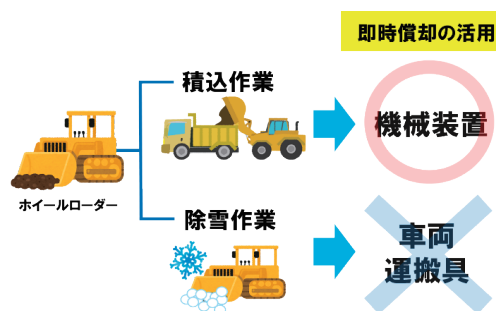 即時償却の活用
積込作業
機械装置
ホイールローダー
除雪作業
車両
運搬具